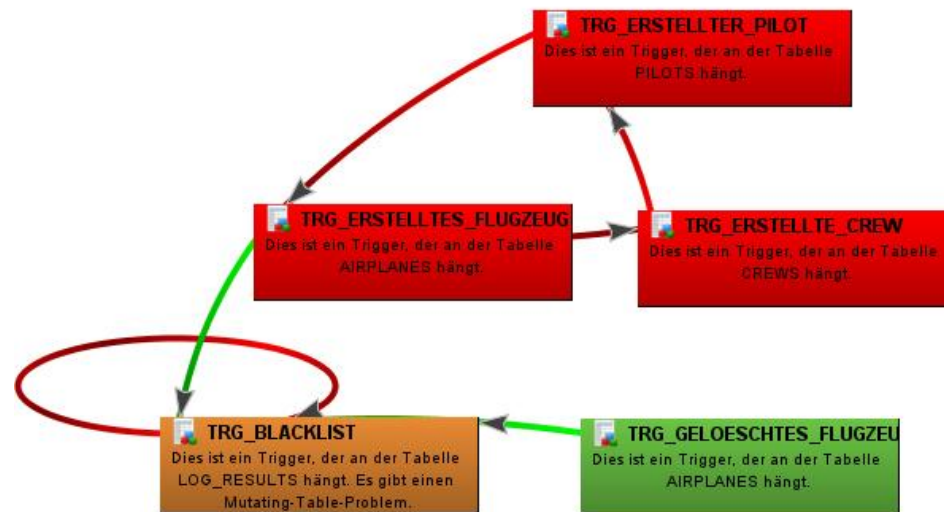 TRG_ERSTELLTER_PILOT
Dies ist ein Trigger, der an der Tabelle
PILOTS hängt.
TRG_ERSTELLTES_FLUGZEUG
Dies ist ein Trigger, der an der Tabelle
AIRPLANES hängt.
TRG_ERSTELLTE_CREW
Dies ist ein Trigger, der an der Tabelle
CREWS hängt.
TRG_BLACKLIST
Dies ist ein Trigger, der an der Tabelle
LOG_RESULTS hängt. Es gibt einen
Mutating-Table-Problem.
TRG_GELOESCHTES_FLUGZEU
Dies ist ein Trigger, der an der Tabelle
AIRPLANES hängt.